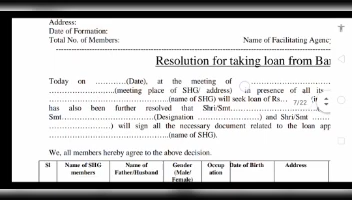 Address:
Date of Formation:
Total No. of Members: Name of Facilitating Agenc
Resolution for taking loan from Ba
Today on …………(Date), at the meeting of ……………………
……………………(meeting place of SHG/ address) in presence of all its
……………………………(name of SHG) will seek loan of Rs… 7/22
has also been further resolved that Shri/Smt……………………
Smt……………………………(Designation ……………………) and Shri/Smt ……
………………) will sign all the necessary document related to the loan app
……………………………(name of SHG).
We, all members hereby agree to the above decision.
Sl Name of SHG members Name of Father/Husband Gender (Male/ Female) Occup ation Date of Birth Address